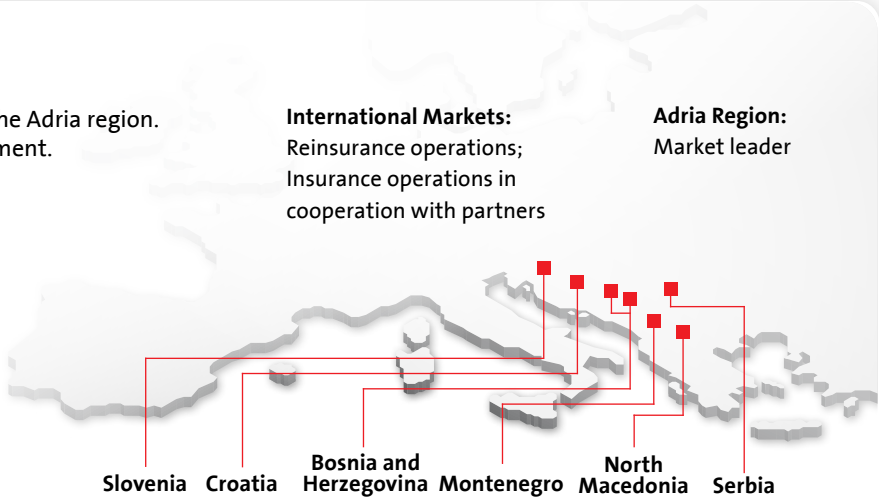 he Adria region.
ment.
International Markets:
Reinsurance operations;
Insurance operations in
cooperation with partners
Adria Region:
Market leader
Slovenia
Croatia
Bosnia and
Herzegovina
Montenegro
North
Macedonia
Serbia